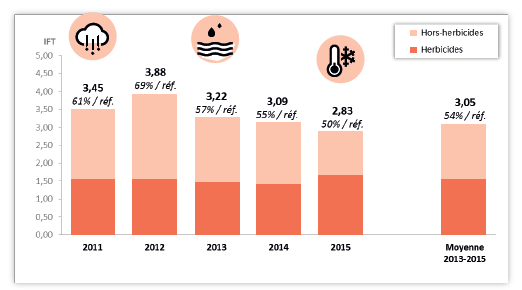 Hors-herbicides
Herbicides
IFT
5,00
4,50
4,00
3,50
3,00
2,50
2,00
1,50
1,00
0,50
0,00
3,45
61% / réf.
3,88
69% / réf.
3,22
57% / réf.
3,09
55% / réf.
2,83
50% / réf.
3,05
54% / réf.
2011
2012
2013
2014
2015
Moyenne
2013-2015